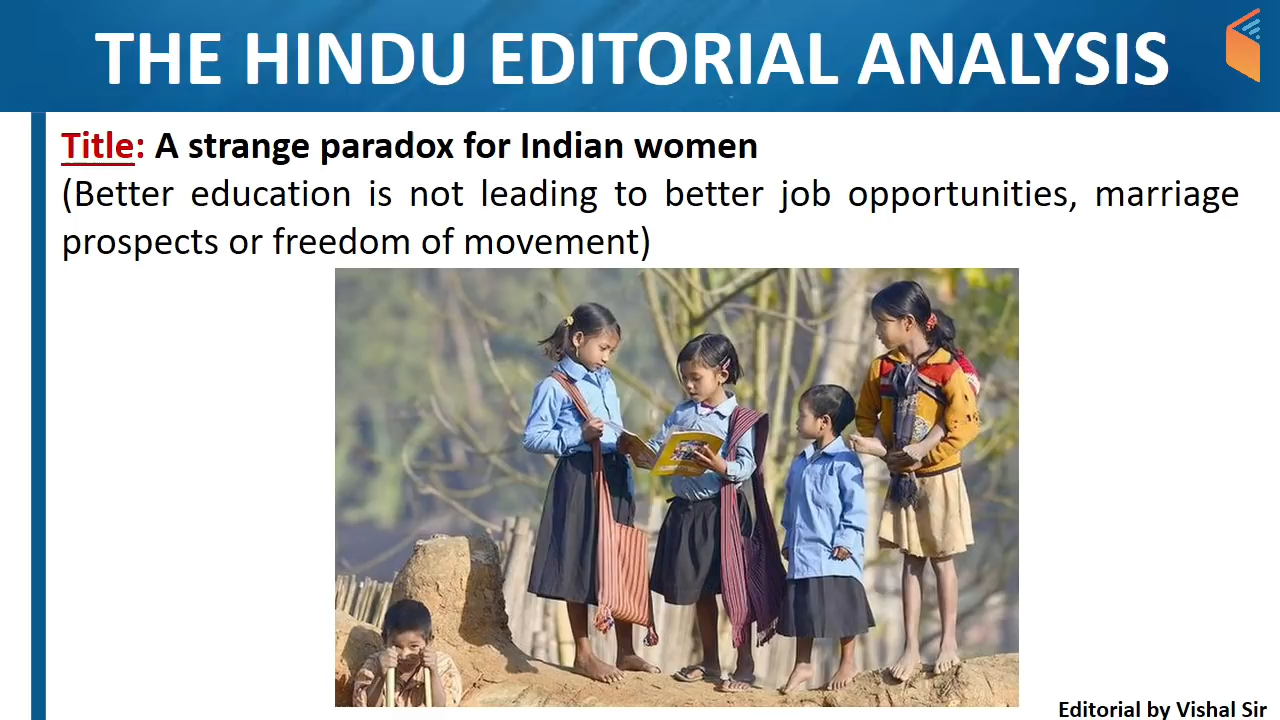 THE HINDU EDITORIAL ANALYSIS
Title: A strange paradox for Indian women
(Better education is not leading to better job opportunities, marriage
prospects or freedom of movement)
Editorial by Vishal Sir